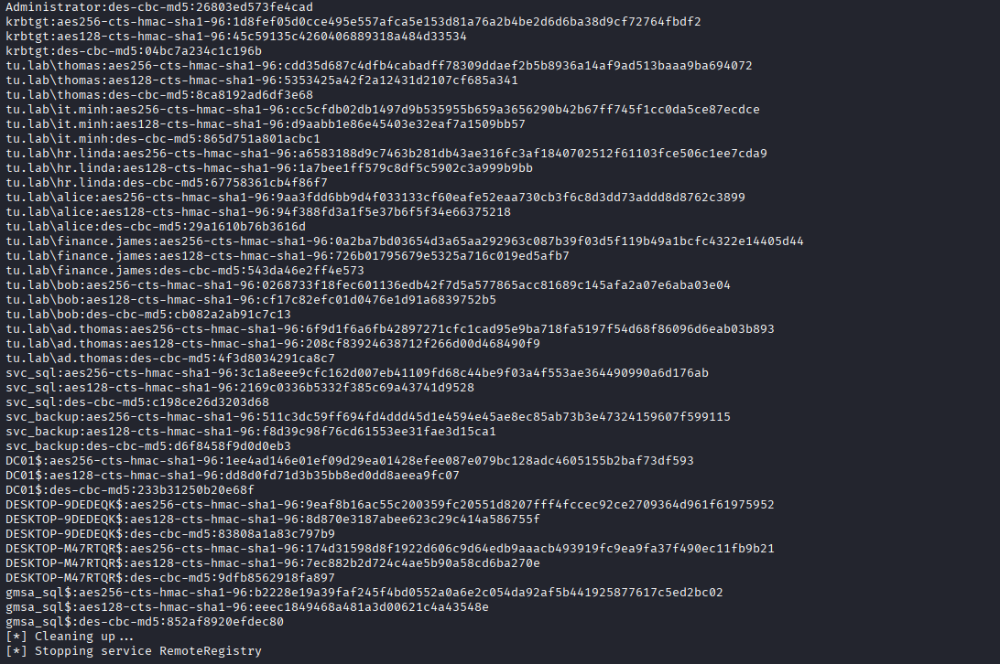 Administrator:des-cbc-md5:26803ed573fe4cad
krbtgt:aes256-cts-hmac-sha1-96:1d8fef05d0cce495e557afca5e153d81a76a2b4be2d6d6ba38d9cf72764fbdf2
krbtgt:aes128-cts-hmac-sha1-96:45c59135c4260406889318a484d33534
krbtgt:des-cbc-md5:04bc7a234c1c196b
tu.lab\thomas:aes256-cts-hmac-sha1-96:cdd35d687c4dfb4cabadff78309ddaef2b5b8936a14af9ad513baaa9ba694072
tu.lab\thomas:aes128-cts-hmac-sha1-96:5353425a42f2a12431d2107cf685a341
tu.lab\thomas:des-cbc-md5:8ca8192ad6df3e68
tu.lab\it.minh:aes256-cts-hmac-sha1-96:cc5cfdb02db1497d9b535955b659a3656290b42b67ff745f1cc0da5ce87ecdce
tu.lab\it.minh:aes128-cts-hmac-sha1-96:d9aabb1e86e45403e32eaf7a1509bb57
tu.lab\it.minh:des-cbc-md5:865d751a801acbc1
tu.lab\hr.linda:aes256-cts-hmac-sha1-96:a6583188d9c7463b281db43ae316fc3af1840702512f61103fce506c1ee7cda9
tu.lab\hr.linda:aes128-cts-hmac-sha1-96:1a7bee1ff579c8df5c5902c3a999b9bb
tu.lab\hr.linda:des-cbc-md5:67758361cb4f86f7
tu.lab\alice:aes256-cts-hmac-sha1-96:9aa3fdd6bb9d4f033133cf60eafe52eaa730cb3f6c8d3dd73addd8d8762c3899
tu.lab\alice:aes128-cts-hmac-sha1-96:94f388fd3a1f5e37b6f5f34e66375218
tu.lab\alice:des-cbc-md5:29a1610b76b3616d
tu.lab\finance.james:aes256-cts-hmac-sha1-96:0a2ba7bd03654d3a65aa292963c087b39f03d5f119b49a1bcfc4322e14405d44
tu.lab\finance.james:aes128-cts-hmac-sha1-96:726b01795679e5325a716c019ed5afb7
tu.lab\finance.james:des-cbc-md5:543da46e2ff4e573
tu.lab\bob:aes256-cts-hmac-sha1-96:0268733f18fec601136edb42f7d5a577865acc81689c145afa2a07e6aba03e04
tu.lab\bob:aes128-cts-hmac-sha1-96:cf17c82efc01d0476e1d91a6839752b5
tu.lab\bob:des-cbc-md5:cb082a2ab91c7c13
tu.lab\ad.thomas:aes256-cts-hmac-sha1-96:6f9d1f6a6fb42897271cfc1cad95e9ba718fa5197f54d68f86096d6eab03b893
tu.lab\ad.thomas:aes128-cts-hmac-sha1-96:208cf83924638712f266d00d468490f9
tu.lab\ad.thomas:des-cbc-md5:4f3d8034291ca8c7
svc_sql:aes256-cts-hmac-sha1-96:3c1a8eee9cfc162d007eb41109fd68c44be9f03a4f553ae364490990a6d176ab
svc_sql:aes128-cts-hmac-sha1-96:2169c0336b5332f385c69a43741d9528
svc_sql:des-cbc-md5:c198ce26d3203d68
svc_backup:aes256-cts-hmac-sha1-96:511c3dc59ff694fd4ddd45d1e4594e45ae8ec85ab73b3e47324159607f599115
svc_backup:aes128-cts-hmac-sha1-96:f8d39c98f76cd61553ee31fae3d15ca1
svc_backup:des-cbc-md5:d6f8458f9d0d0eb3
DC01$:aes256-cts-hmac-sha1-96:1ee4ad146e01ef09d29ea01428efee087e079bc128adc4605155b2baf73df593
DC01$:aes128-cts-hmac-sha1-96:dd8d0fd71d3b35bb8ed0dd8aeea9fc07
DC01$:des-cbc-md5:233b31250b20e68f
DESKTOP-9DEDEQK$:aes256-cts-hmac-sha1-96:9eaf8b16ac55c200359fc20551d8207fff4fccec92ce2709364d961f61975952
DESKTOP-9DEDEQK$:aes128-cts-hmac-sha1-96:8d870e3187abee623c29c414a586755f
DESKTOP-9DEDEQK$:des-cbc-md5:83808a1a83c797b9
DESKTOP-M47RTQR$:aes256-cts-hmac-sha1-96:174d31598d8f1922d606c9d64edb9aaacb493919fc9ea9fa37f490ec11fb9b21
DESKTOP-M47RTQR$:aes128-cts-hmac-sha1-96:7ec882b2d724c4ae5b90a58cd6ba270e
DESKTOP-M47RTQR$:des-cbc-md5:9dfb8562918fa897
gmsa_sql$:aes256-cts-hmac-sha1-96:b2228e19a39faf245f4bd0552a0a6e2c054da92af5b441925877617c5ed2bc02
gmsa_sql$:aes128-cts-hmac-sha1-96:eeec1849468a481a3d00621c4a43548e
gmsa_sql$:des-cbc-md5:852af8920efdec80
[*] Cleaning up...
[*] Stopping service RemoteRegistry